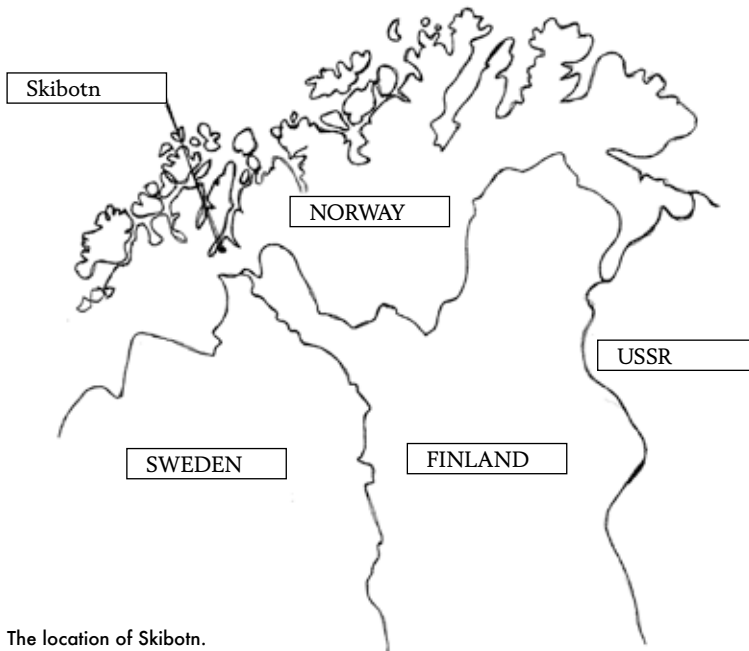 Skibotn
NORWAY
USSR
SWEDEN
FINLAND
The location of Skibotn.